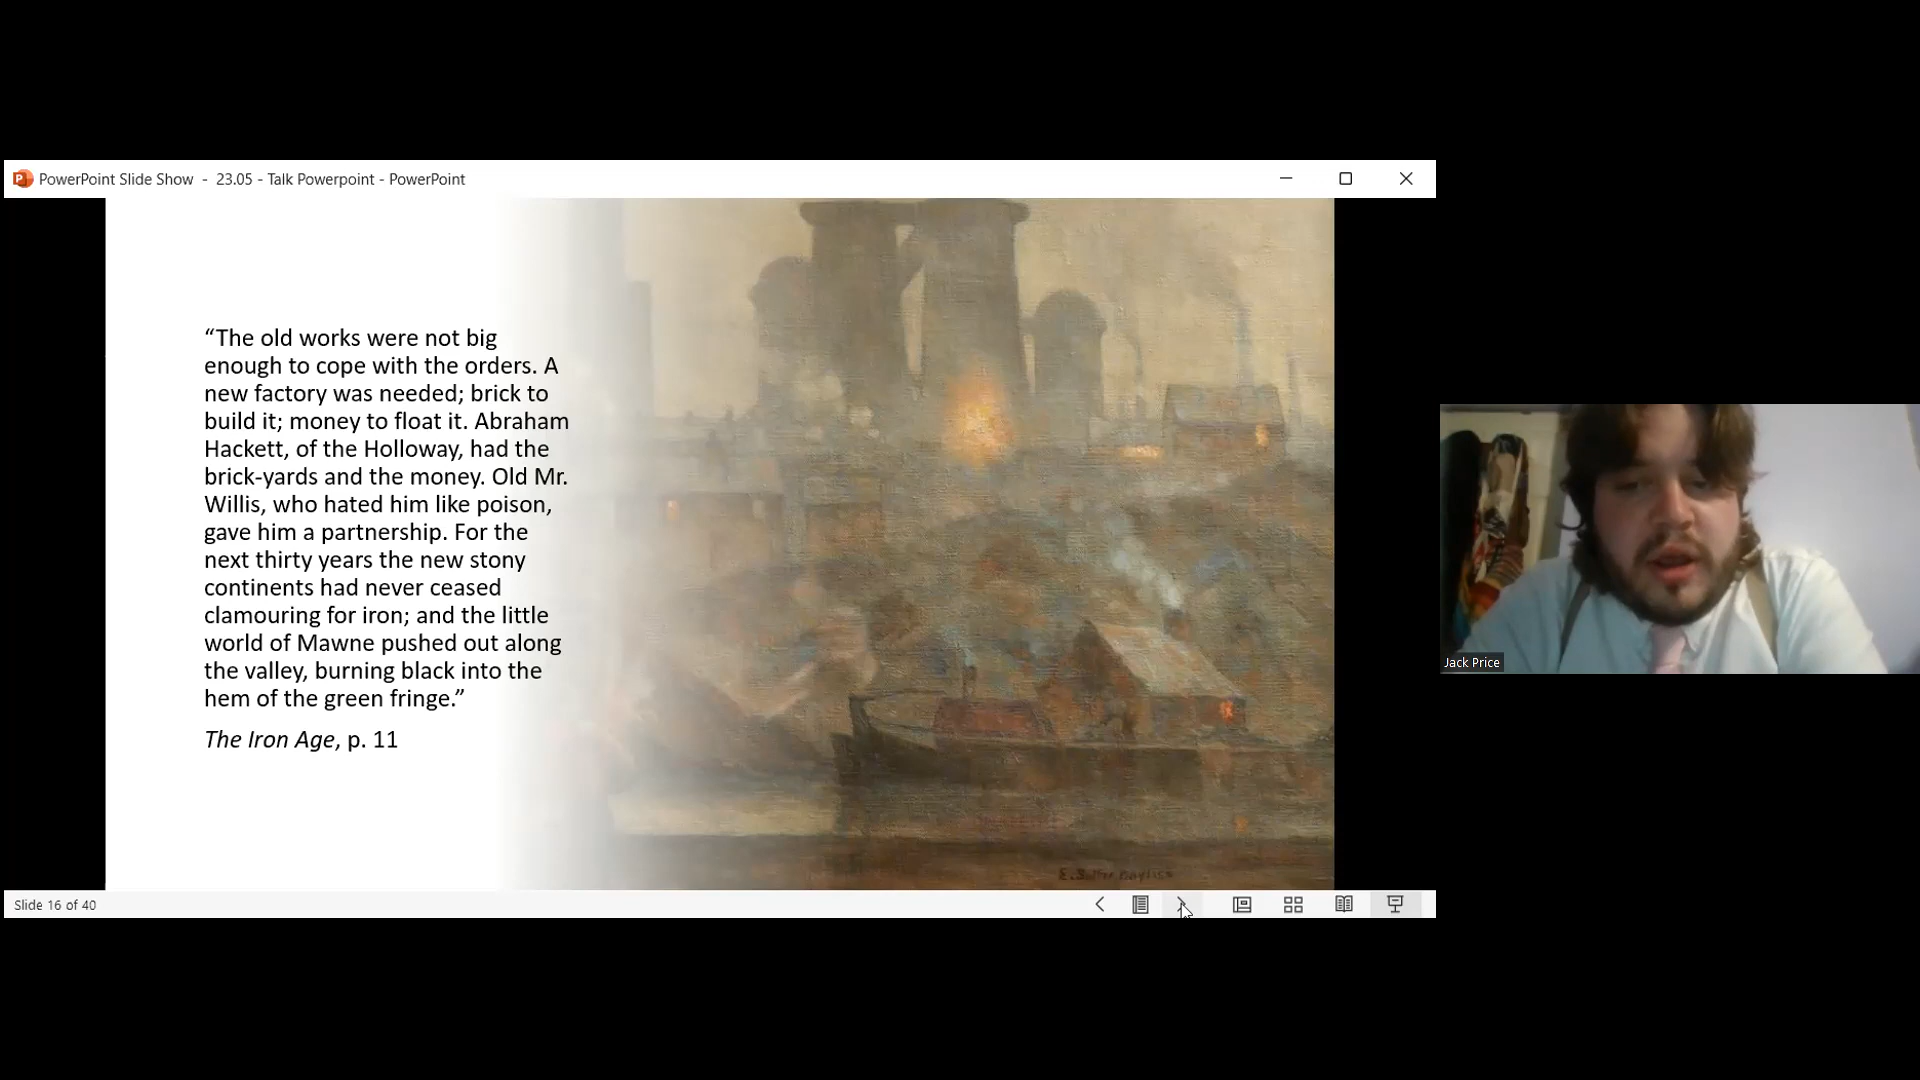 PowerPoint Slide Show - 23.05 - Talk Powerpoint - PowerPoint
“The old works were not big
enough to cope with the orders. A
new factory was needed; brick to
build it; money to float it. Abraham
Hackett, of the Holloway, had the
brick-yards and the money. Old Mr.
Willis, who hated him like poison,
gave him a partnership. For the
next thirty years the new stony
continents had never ceased
clamouring for iron; and the little
world of Mawne pushed out along
the valley, burning black into the
hem of the green fringe.”
The Iron Age, p. 11
Jack Price
Slide 16 of 40